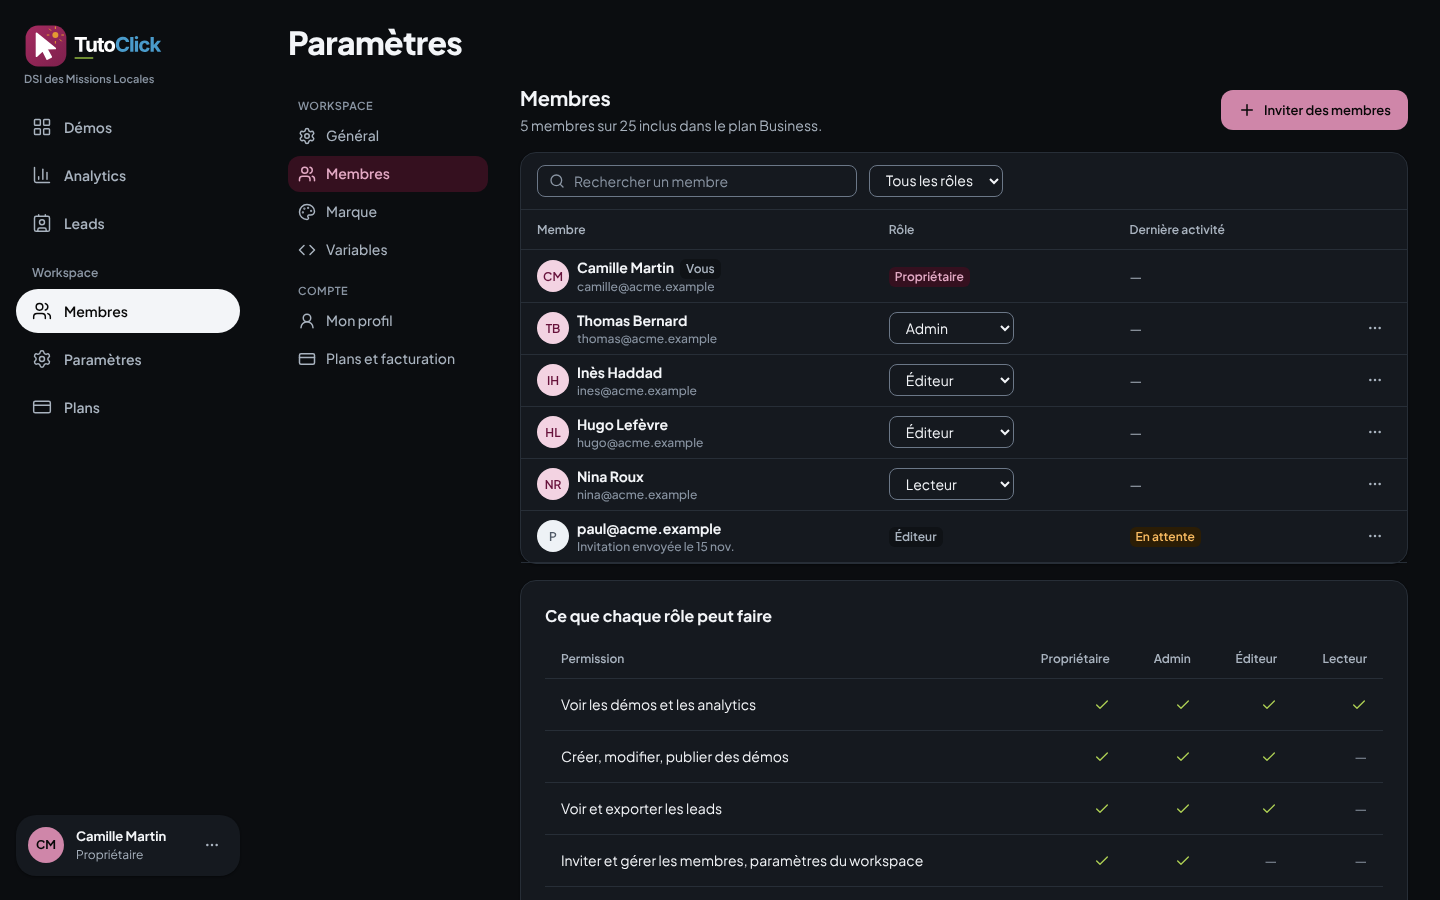 TutoClick
DSI des Missions Locales
Démos
Analytics
Leads
Workspace
Membres
Paramètres
Plans
CM
Camille Martin
Propriétaire
Paramètres
WORKSPACE
Général
Membres
Marque
Variables
COMPTE
Mon profil
Plans et facturation
Membres
5 membres sur 25 inclus dans le plan Business.
Inviter des membres
Rechercher un membre
Tous les rôles
Membre Rôle Dernière activité
CM Camille Martin Vous Propriétaire —
camille@acme.example
TB Thomas Bernard Admin —
thomas@acme.example
IH Inès Haddad Éditeur —
ines@acme.example
HL Hugo Lefèvre Éditeur —
hugo@acme.example
NR Nina Roux Lecteur —
nina@acme.example
P paul@acme.example Éditeur En attente
Invitation envoyée le 15 nov.
Ce que chaque rôle peut faire
Permission Propriétaire Admin Éditeur Lecteur
Voir les démos et les analytics ✓ ✓ ✓ ✓
Créer, modifier, publier des démos ✓ ✓ ✓ —
Voir et exporter les leads ✓ ✓ ✓ —
Inviter et gérer les membres, paramètres du workspace ✓ ✓ — —